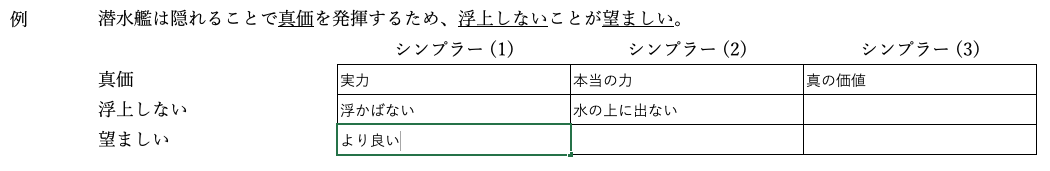 例 潜水艦は隠れることで真価を発揮するため、浮上しないことが望ましい。
シンプラー (1) シンプラー (2) シンプラー (3)
真価 実力 本当の力 真の価値
浮上しない 浮かばない 水の上に出ない
望ましい より良い